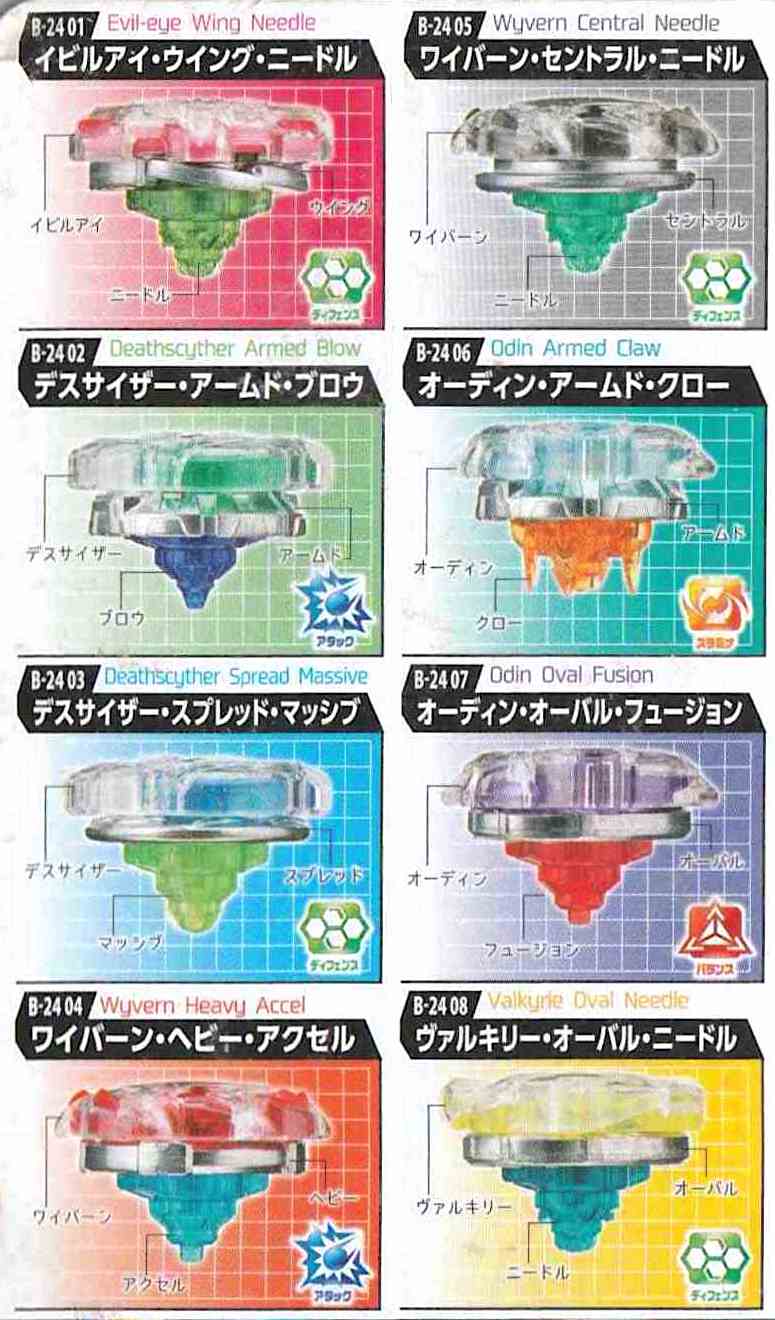 B-24 01 Evil-eye Wing Needle
イビルアイ・ウイング・ニードル
イビルアイ
ウイング
ニードル
ディフェンス
B-24 02 Deathscyther Armed Blow
デスサイザー・アームド・ブロウ
デスサイザー
アームド
ブロウ
アタック
B-24 03 Deathscyther Spread Massive
デスサイザー・スプレッド・マッシブ
デスサイザー
スプレッド
マッシブ
ディフェンス
B-24 04 Wyvern Heavy Accel
ワイバーン・ヘビー・アクセル
ワイバーン
ヘビー
アクセル
アタック
B-24 05 Wyvern Central Needle
ワイバーン・セントラル・ニードル
ワイバーン
セントラル
ニードル
ディフェンス
B-24 06 Odin Armed Claw
オーディン・アームド・クロー
オーディン
アームド
クロー
スタミナ
B-24 07 Odin Oval Fusion
オーディン・オーバル・フュージョン
オーディン
オーバル
フュージョン
バランス
B-24 08 Valkyrie Oval Needle
ヴァルキリー・オーバル・ニードル
ヴァルキリー
オーバル
ニードル
ディフェンス